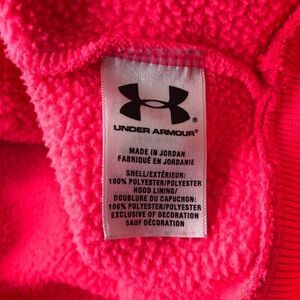 UNDER ARMOUR®
MADE IN JORDAN
FABRIQUÉ EN JORDANIE
SHELL/EXTÉRIEUR:
100% POLYESTER/POLYESTER
HOOD LINING/
DOUBLURE DU CAPUCHON:
100% POLYESTER/POLYESTER
EXCLUSIVE OF DECORATION
SAUF DÉCORATION